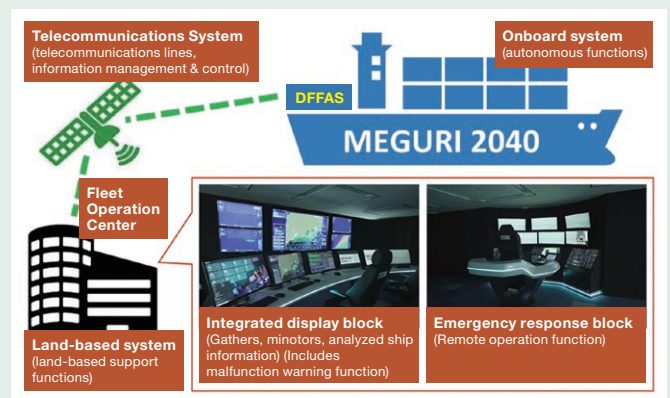 Telecommunications System
(telecommunications lines,
information management & control)
Onboard system
(autonomous functions)
DFFAS
MEGURI 2040
Fleet
Operation
Center
Land-based system
(land-based support
functions)
Integrated display block
(Gathers, minotors, analyzed ship
information) (Includes
malfunction warning function)
Emergency response block
(Remote operation function)